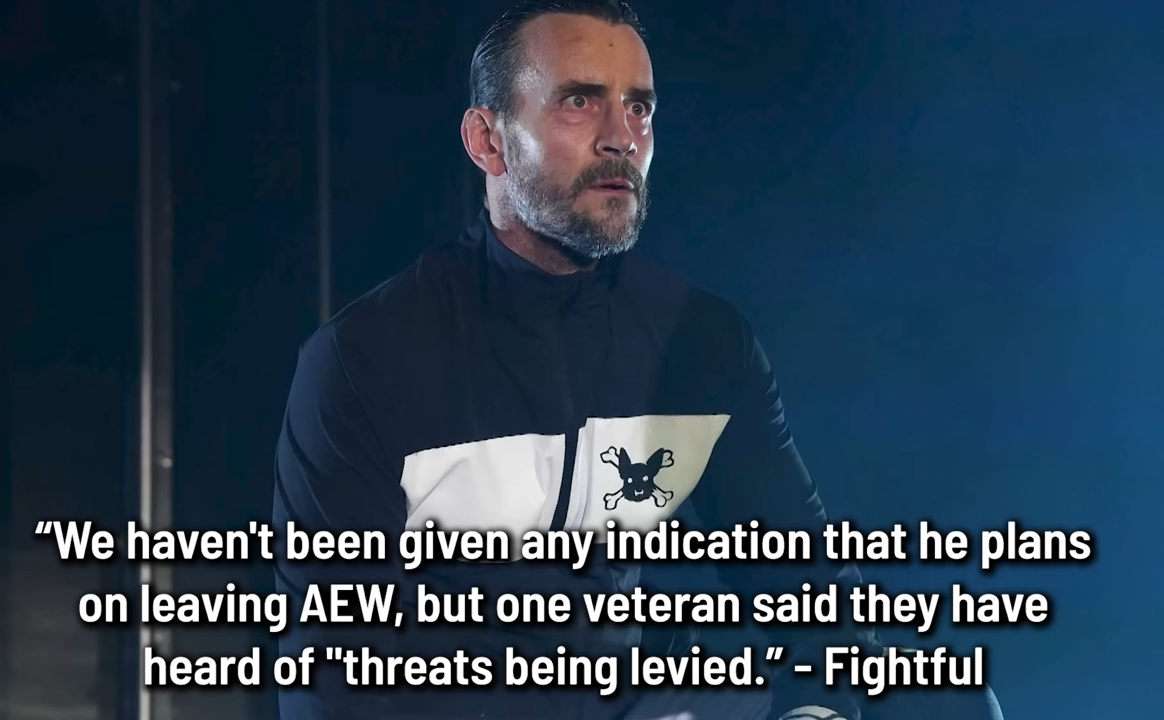 “We haven't been given any indication that he plans
on leaving AEW, but one veteran said they have
heard of "threats being levied.” - Fightful